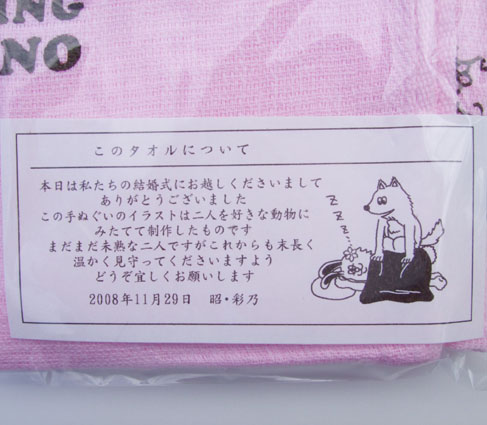 ING
NO
このタオルについて
本日は私たちの結婚式にお越しくださいまして
ありがとうございました
この手ぬぐいのイラストは二人を好きな動物に
みたてて制作したものです
まだまだ未熟な二人ですがこれからも末長く
温かく見守ってくださいますよう
どうぞ宜しくお願いします
2008年11月29日 昭・彩乃
Z Z Z Z